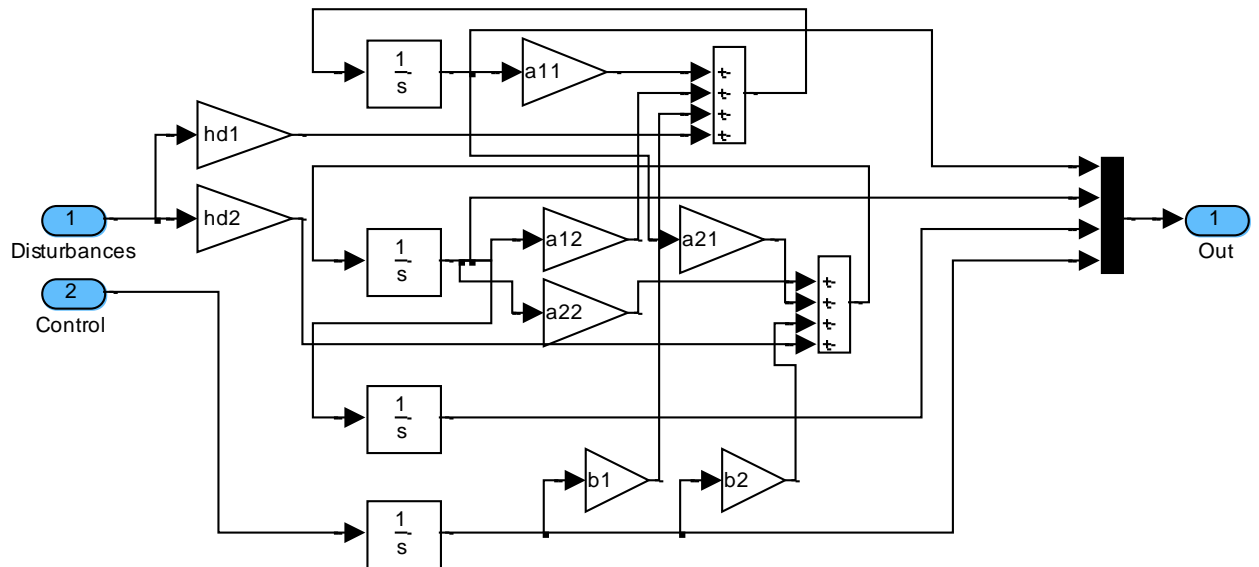 1
s
a11
+
+
+
+
hd1
hd2
1
Disturbances
1
s
a12
a21
1
Out
2
Control
a22
+
+
+
+
1
s
b1
b2
1
s